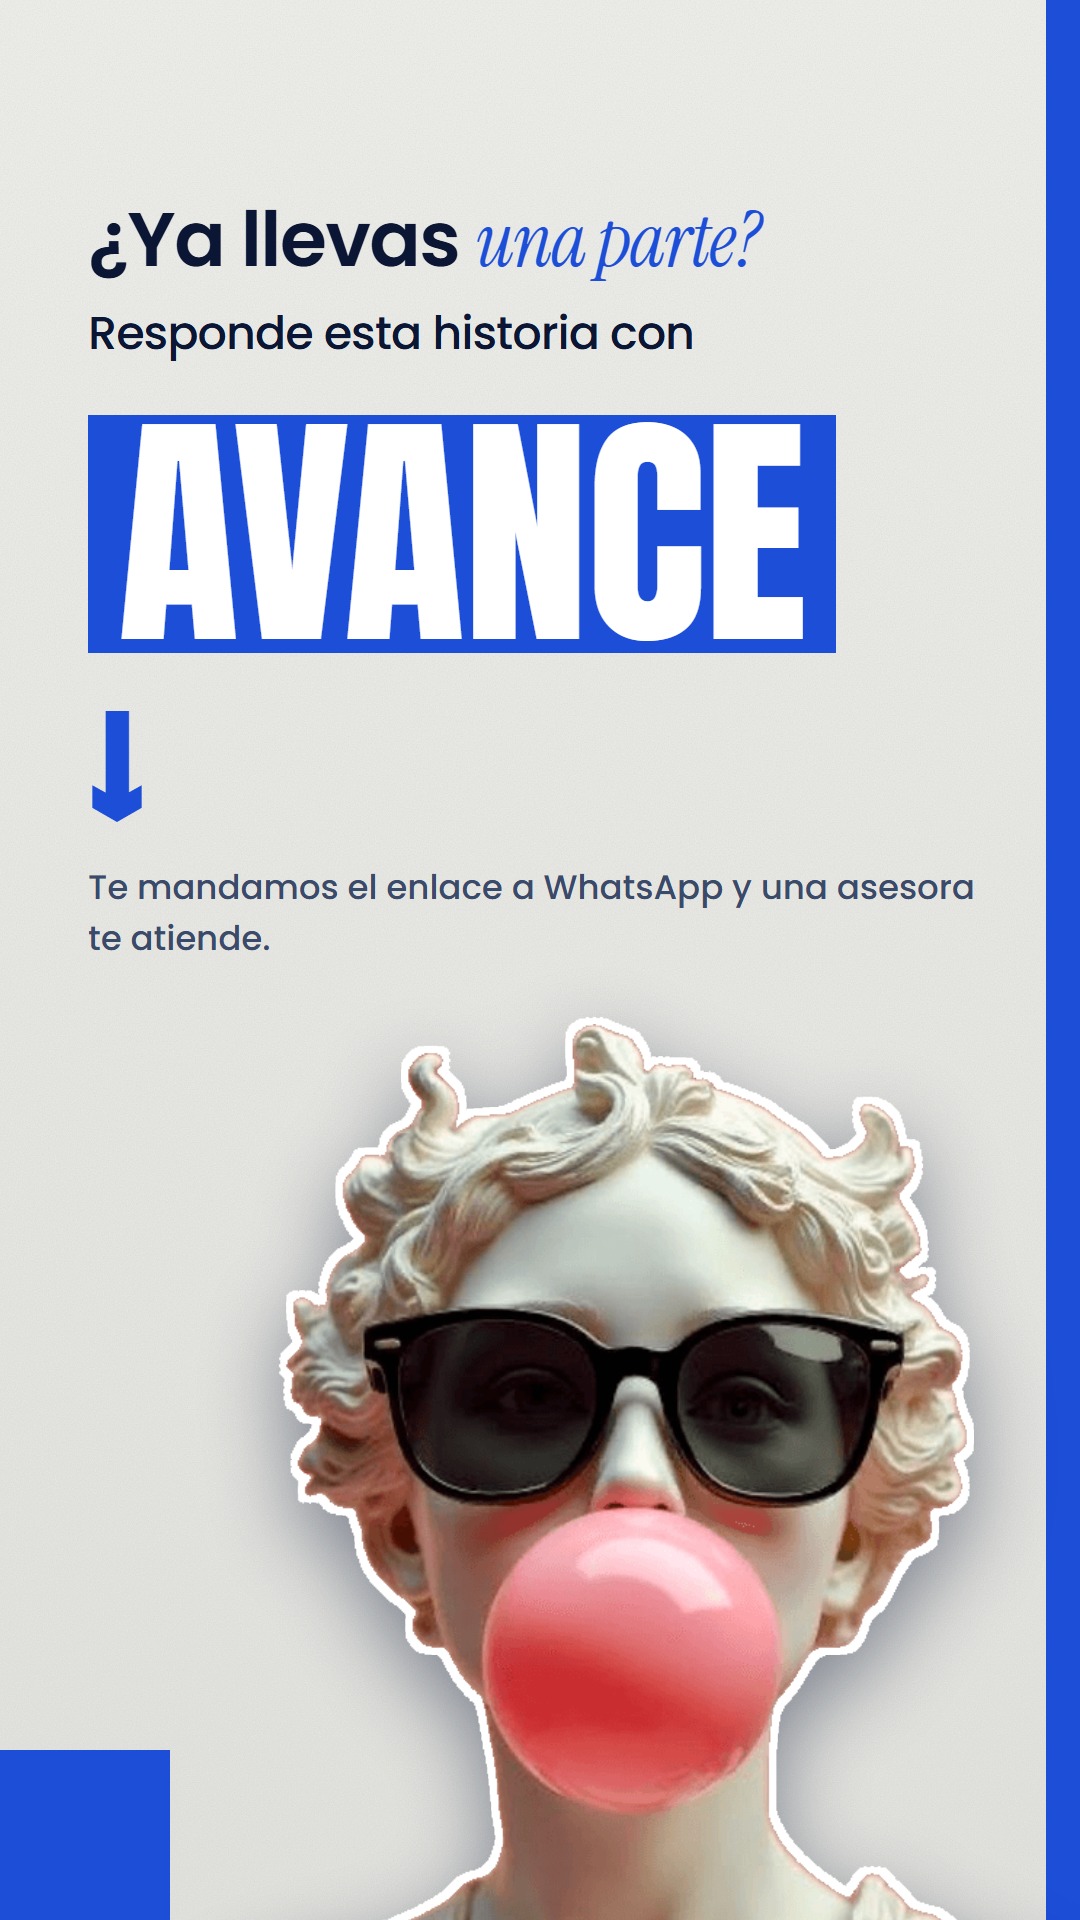 ¿Ya llevas una parte?
Responde esta historia con
AVANCE
Te mandamos el enlace a WhatsApp y una asesora
te atiende.